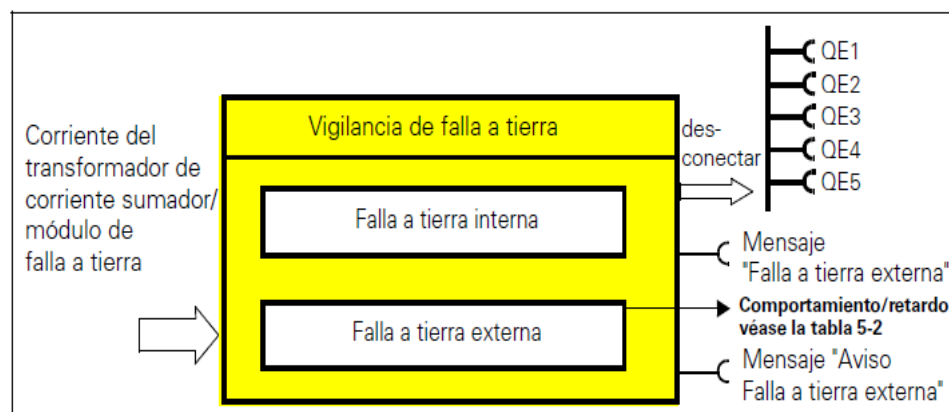 Corriente del
transformador de
corriente sumador/
módulo de
falla a tierra
Vigilancia de falla a tierra
Falla a tierra interna
Falla a tierra externa
des-
conectar
QE1
QE2
QE3
QE4
QE5
Mensaje
"Falla a tierra externa"
Comportamiento/retardo
véase la tabla 5-2
Mensaje "Aviso
Falla a tierra externa"